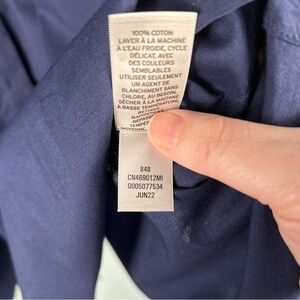 100% COTON
LAVER À LA MACHINE
À L'EAU FROIDE, CYCLE
DÉLICAT, AVEC
DES COULEURS
SEMBLABLES
UTILISER SEULEMENT
UN AGENT DE
BLANCHIMENT SANS
CHLORE, AU BESOIN,
SÉCHER À LA MACHINE
À BASSE TEMPÉRATURE,
848
CN469012MI
0005077534
JUN22